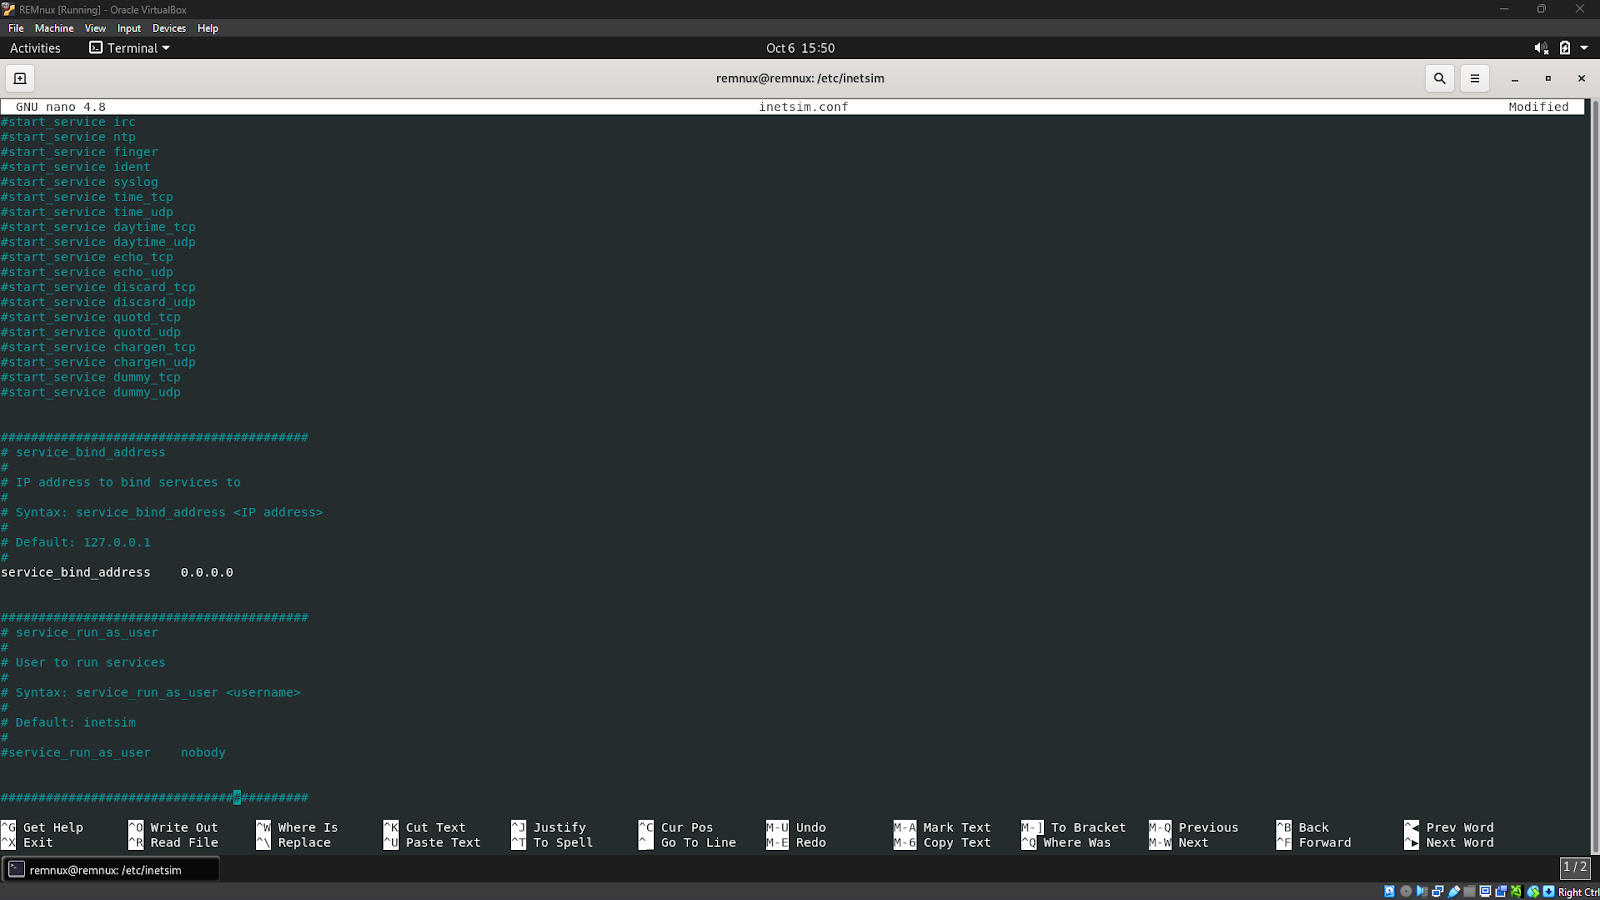 REMnux [Running] - Oracle VirtualBox
File Machine View Input Devices Help
Activities Terminal Oct 6 15:50
remnux@remnux: /etc/inetsim
GNU nano 4.8 inetsim.conf Modified
#start_service irc
#start_service ntp
#start_service finger
#start_service ident
#start_service syslog
#start_service time_tcp
#start_service time_udp
#start_service daytime_tcp
#start_service daytime_udp
#start_service echo_tcp
#start_service echo_udp
#start_service discard_tcp
#start_service discard_udp
#start_service quotd_tcp
#start_service quotd_udp
#start_service chargen_tcp
#start_service chargen_udp
#start_service dummy_tcp
#start_service dummy_udp
#########################################
# service_bind_address
#
# IP address to bind services to
#
# Syntax: service_bind_address <IP address>
#
# Default: 127.0.0.1
#
service_bind_address    0.0.0.0
#########################################
# service_run_as_user
#
# User to run services
#
# Syntax: service_run_as_user <username>
#
# Default: inetsim
#
#service_run_as_user    nobody
#########################################
^G Get Help ^O Write Out ^W Where Is ^K Cut Text ^J Justify ^C Cur Pos M-U Undo M-A Mark Text M-] To Bracket M-Q Previous ^B Back ^◀ Prev Word
^X Exit ^R Read File ^\ Replace ^U Paste Text ^T To Spell ^_ Go To Line M-E Redo M-6 Copy Text ^Q Where Was M-W Next ^F Forward ^▶ Next Word
remnux@remnux: /etc/inetsim 1 / 2
Right Ctrl